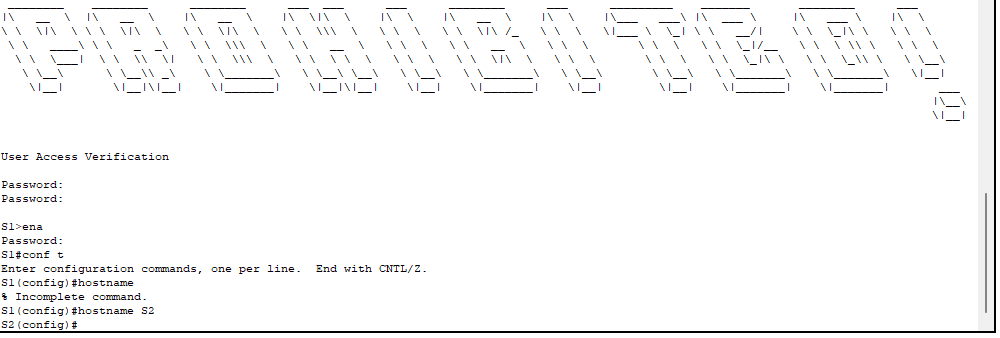 PROHIBITED!
User Access Verification
Password:
Password:
S1>ena
Password:
S1#conf t
Enter configuration commands, one per line.  End with CNTL/Z.
S1(config)#hostname
% Incomplete command.
S1(config)#hostname S2
S2(config)#